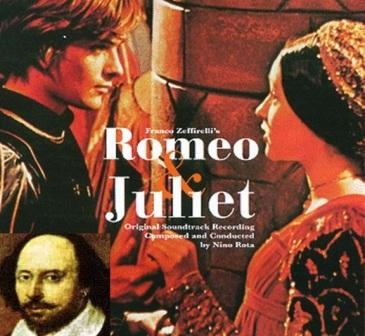 Franco Zeffirelli's
Romeo
&
Juliet
Original Soundtrack Recording
Composed and Conducted
by Nino Rota